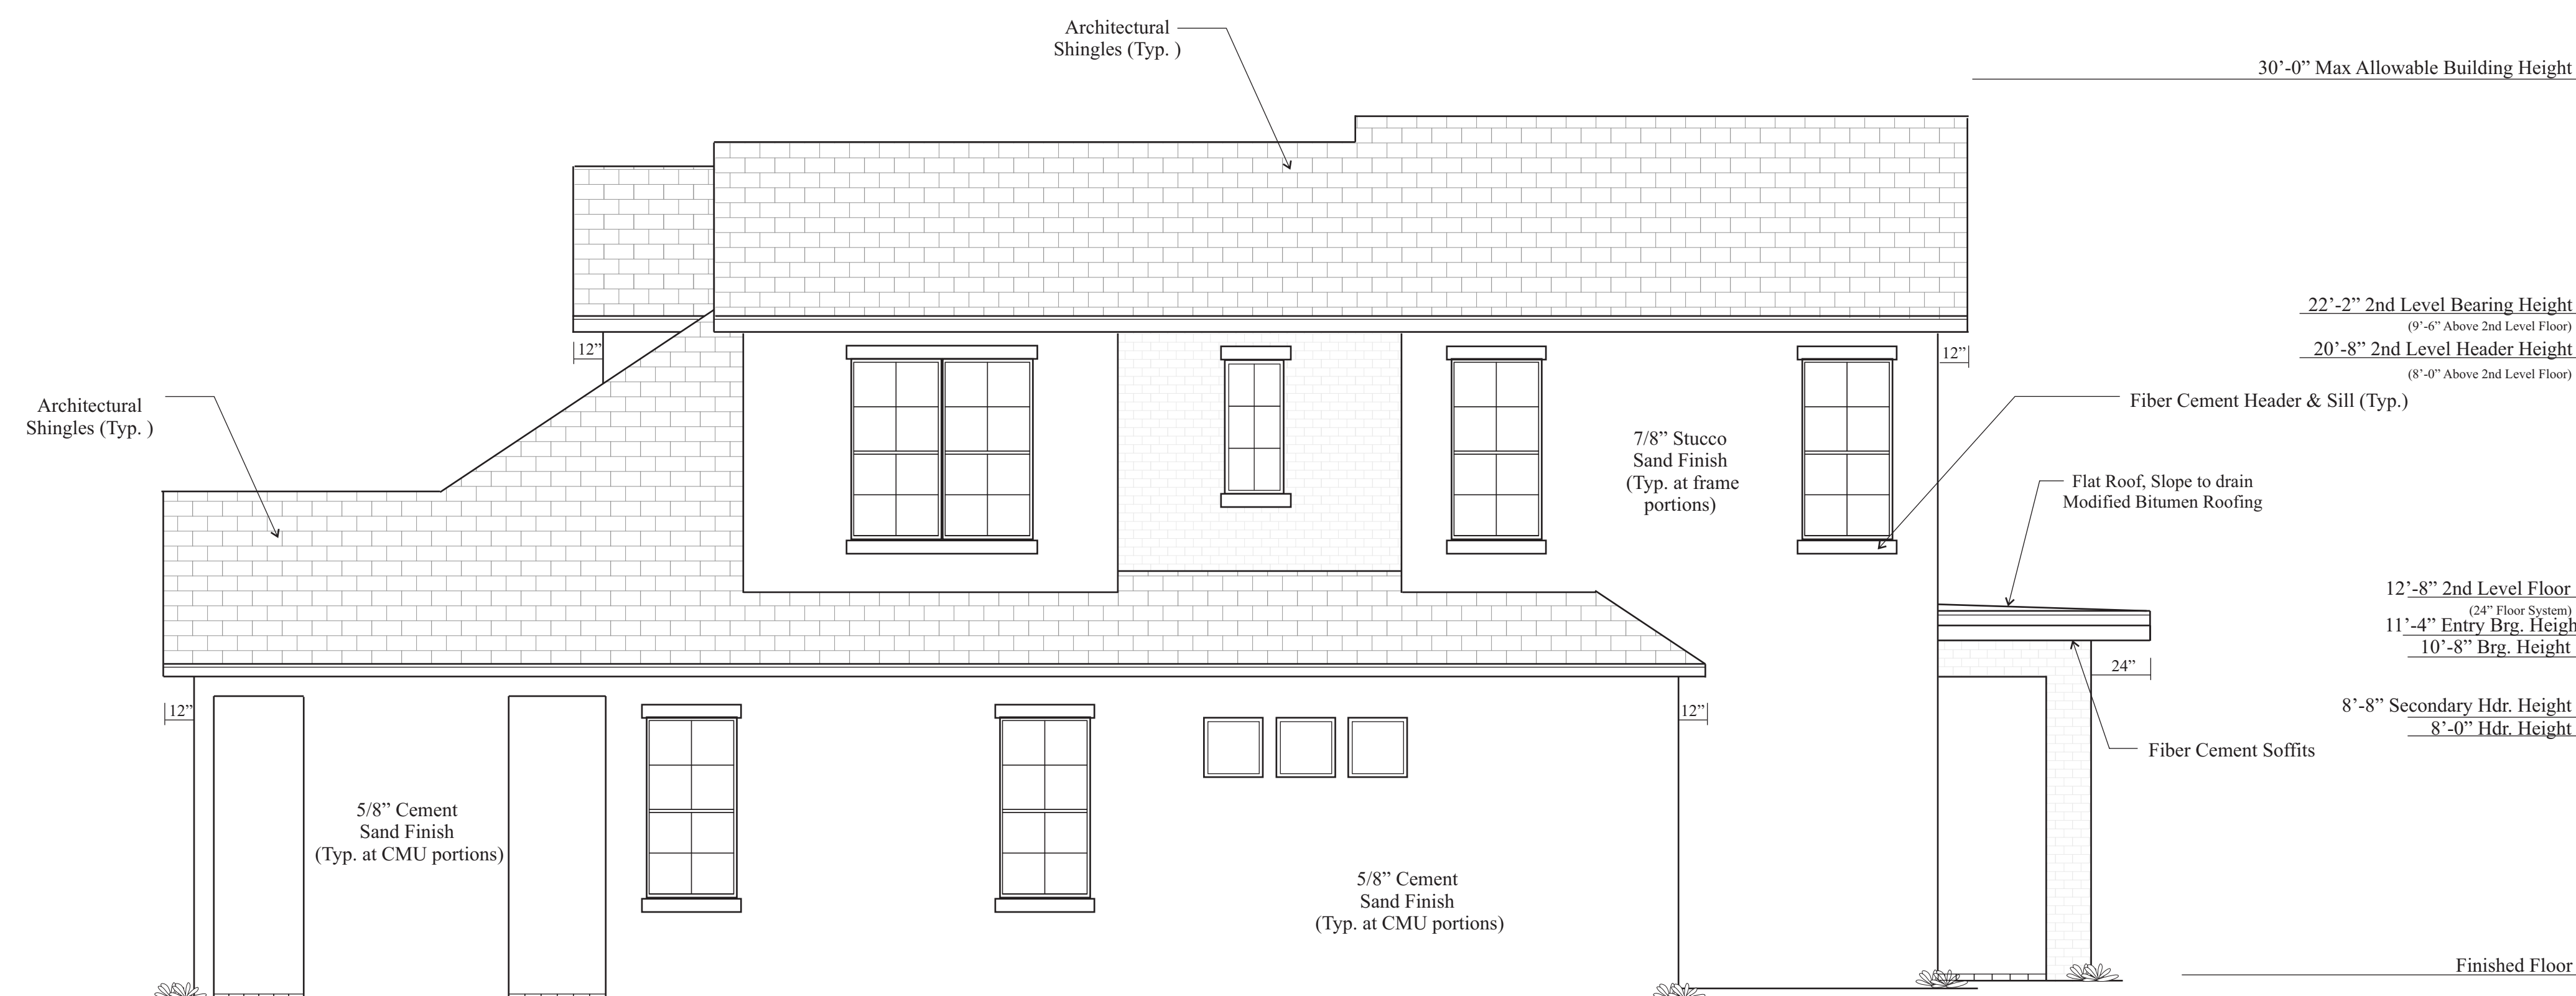 Architectural
Shingles (Typ. )
30’-0” Max Allowable Building Height
22’-2” 2nd Level Bearing Height
(9’-6” Above 2nd Level Floor)
12”
12”
20’-8” 2nd Level Header Height
(8’-0” Above 2nd Level Floor)
Architectural
Shingles (Typ. )
Fiber Cement Header & Sill (Typ.)
7/8” Stucco
Sand Finish
(Typ. at frame
portions)
Flat Roof, Slope to drain
Modified Bitumen Roofing
12’-8” 2nd Level Floor
(24” Floor System)
11’-4” Entry Brg. Heigh
10’-8” Brg. Height
24”
12”
12”
8’-8” Secondary Hdr. Height
8’-0” Hdr. Height
Fiber Cement Soffits
5/8” Cement
Sand Finish
(Typ. at CMU portions)
5/8” Cement
Sand Finish
(Typ. at CMU portions)
Finished Floor